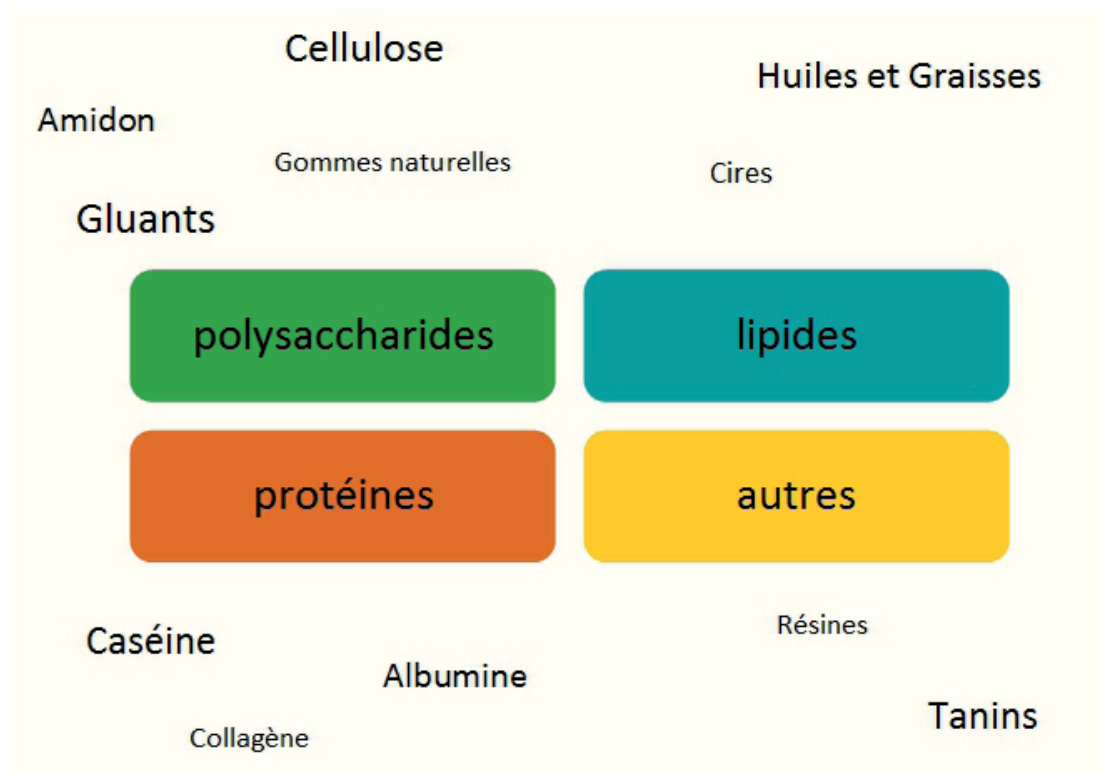 Cellulose
Huiles et Graisses
Amidon
Gommes naturelles
Cires
Gluants
polysaccharides
lipides
protéines
autres
Résines
Caséine
Albumine
Tanins
Collagène